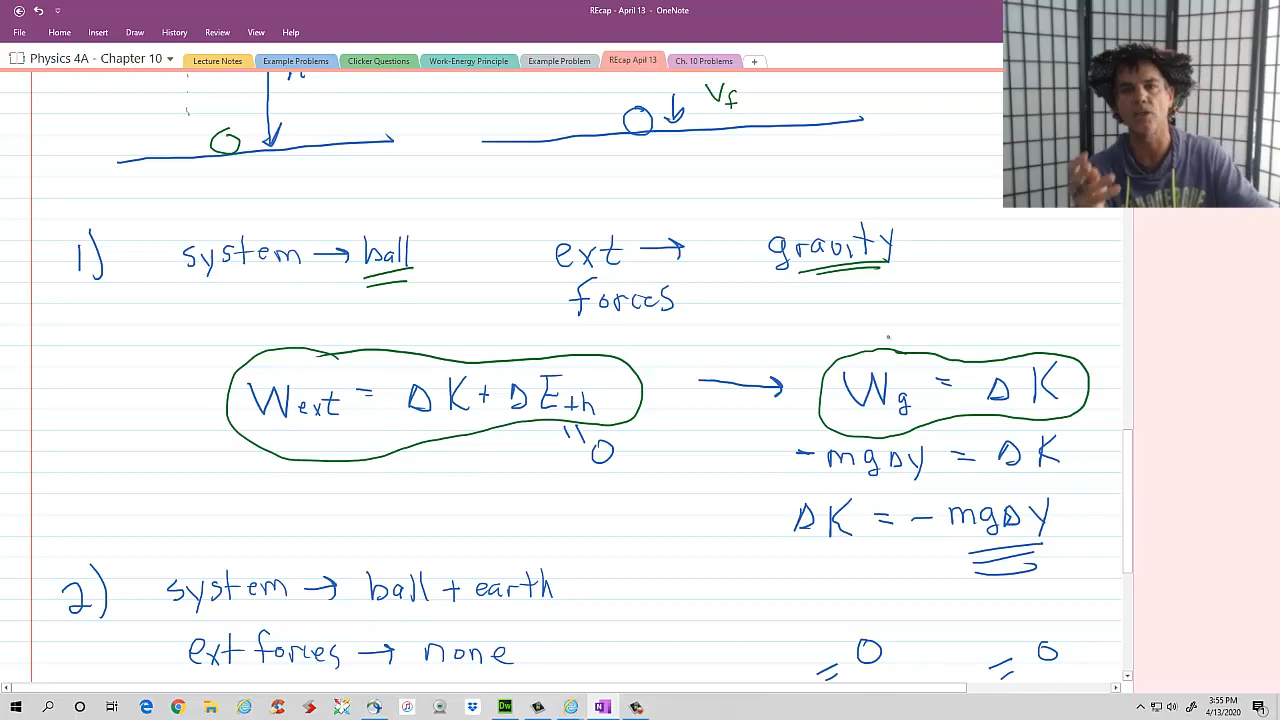 REcap - April 13 - OneNote
File Home Insert Draw History Review View Help
Physics 4A - Chapter 10
Lecture Notes Example Problems Clicker Questions Work-Energy Principle Example Problem REcap Apil 13 Ch. 10 Problems +
Vf
1) system → ball ext → gravity
forces
Wext = ΔK + ΔEth → Wg = ΔK
= 0
- mgΔy = ΔK
ΔK = - mgΔy
2) system → ball + earth
ext forces → none
= 0 = 0
3:55 PM
4/13/2020